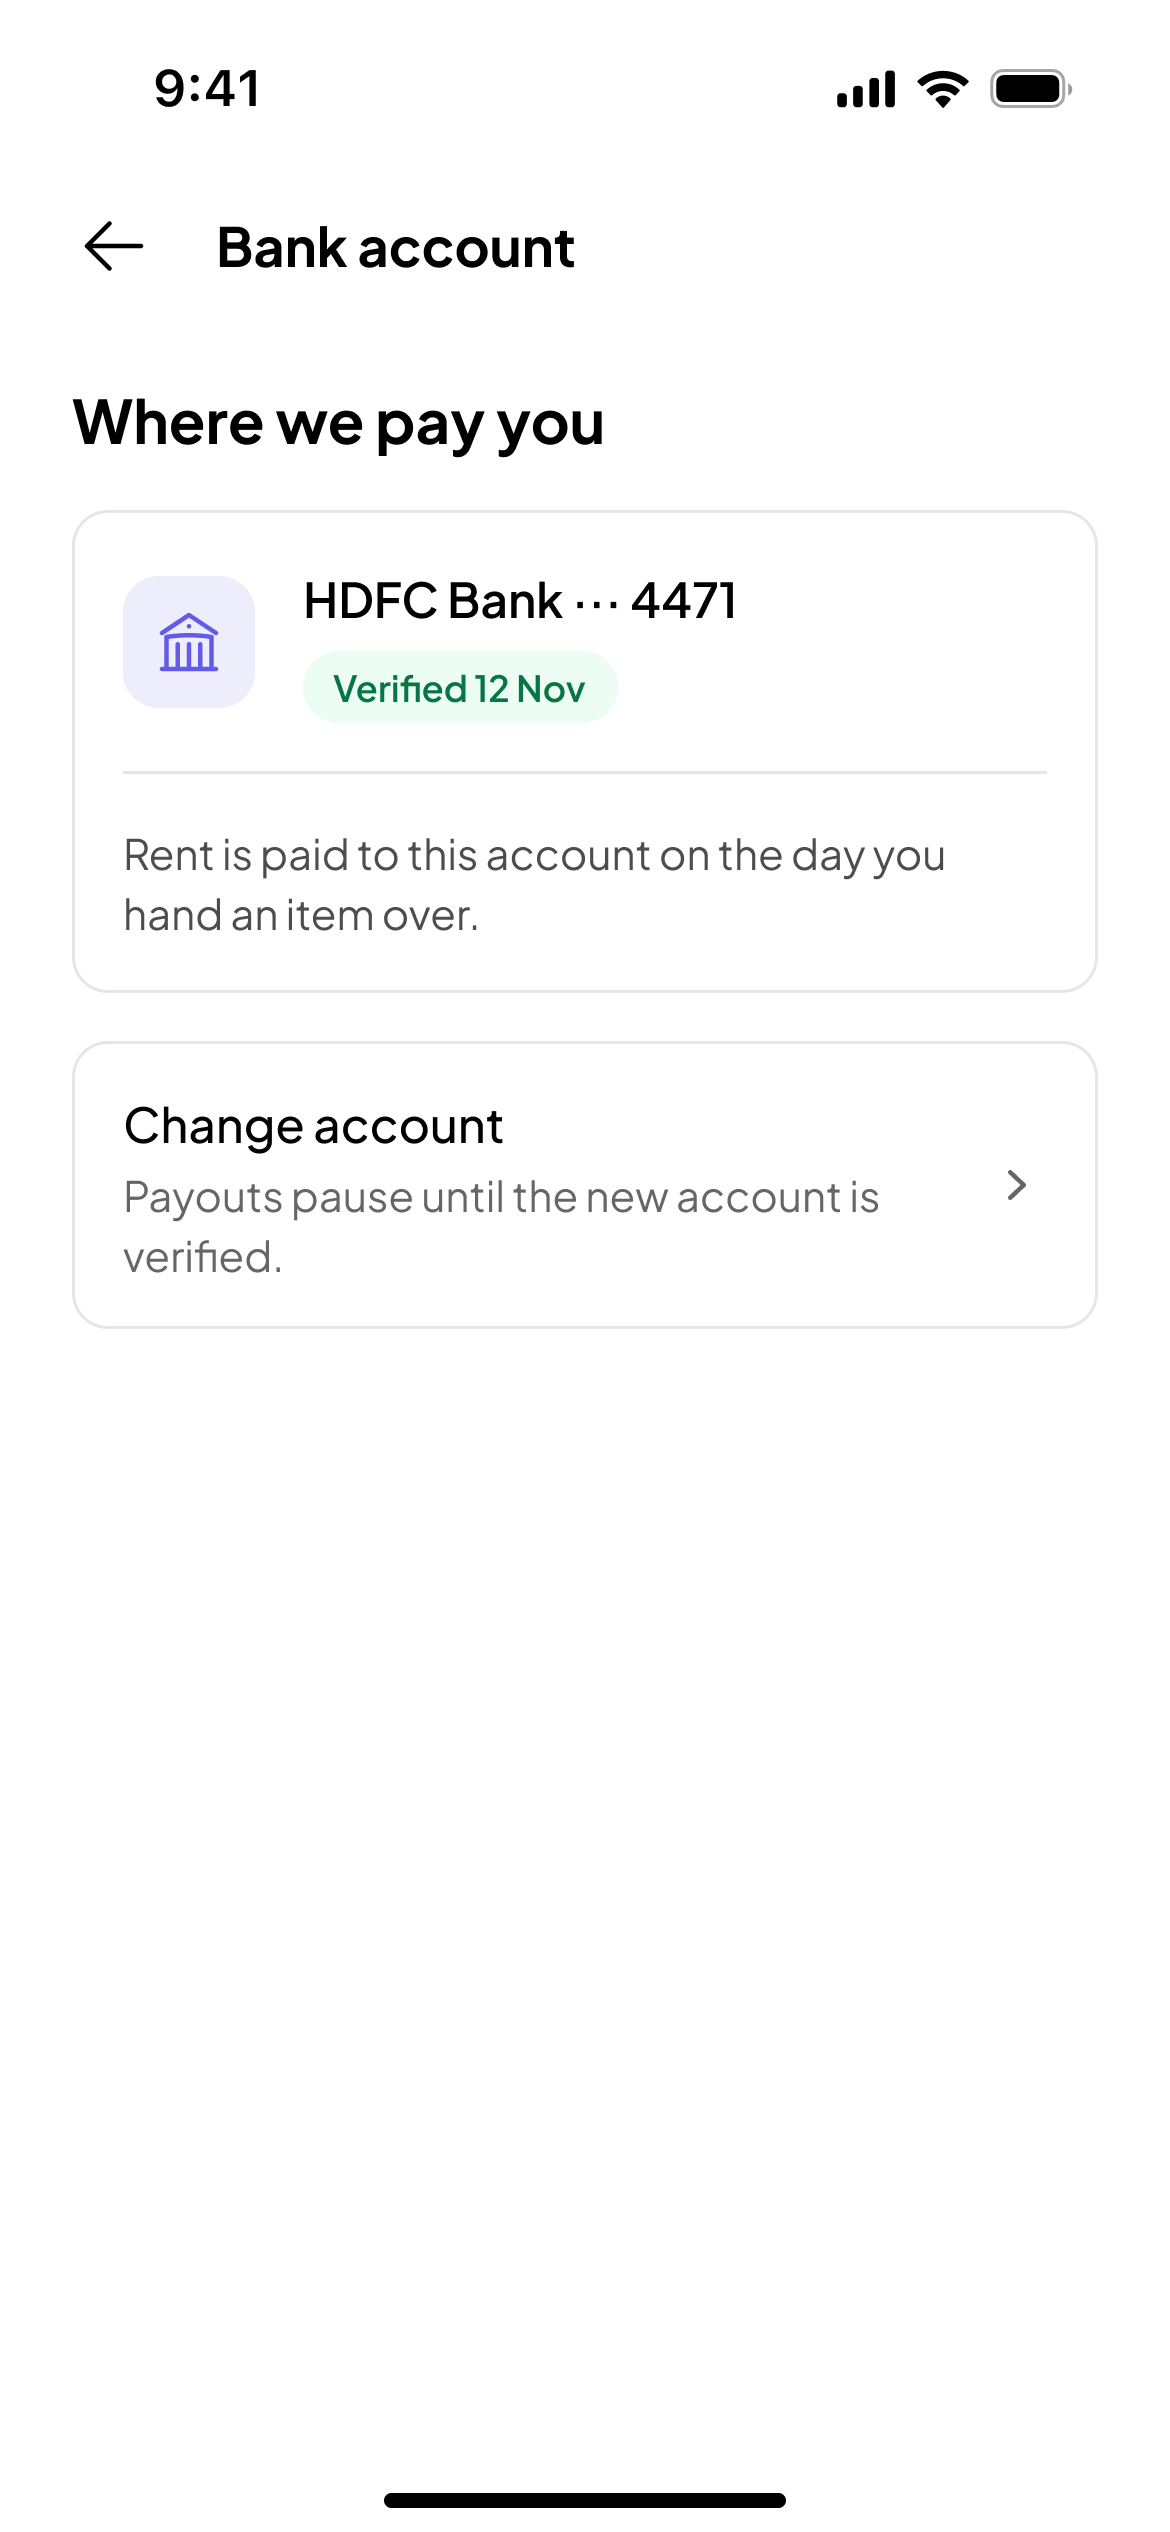 9:41
Bank account
Where we pay you
HDFC Bank ··· 4471
Verified 12 Nov
Rent is paid to this account on the day you
hand an item over.
Change account
Payouts pause until the new account is
verified.